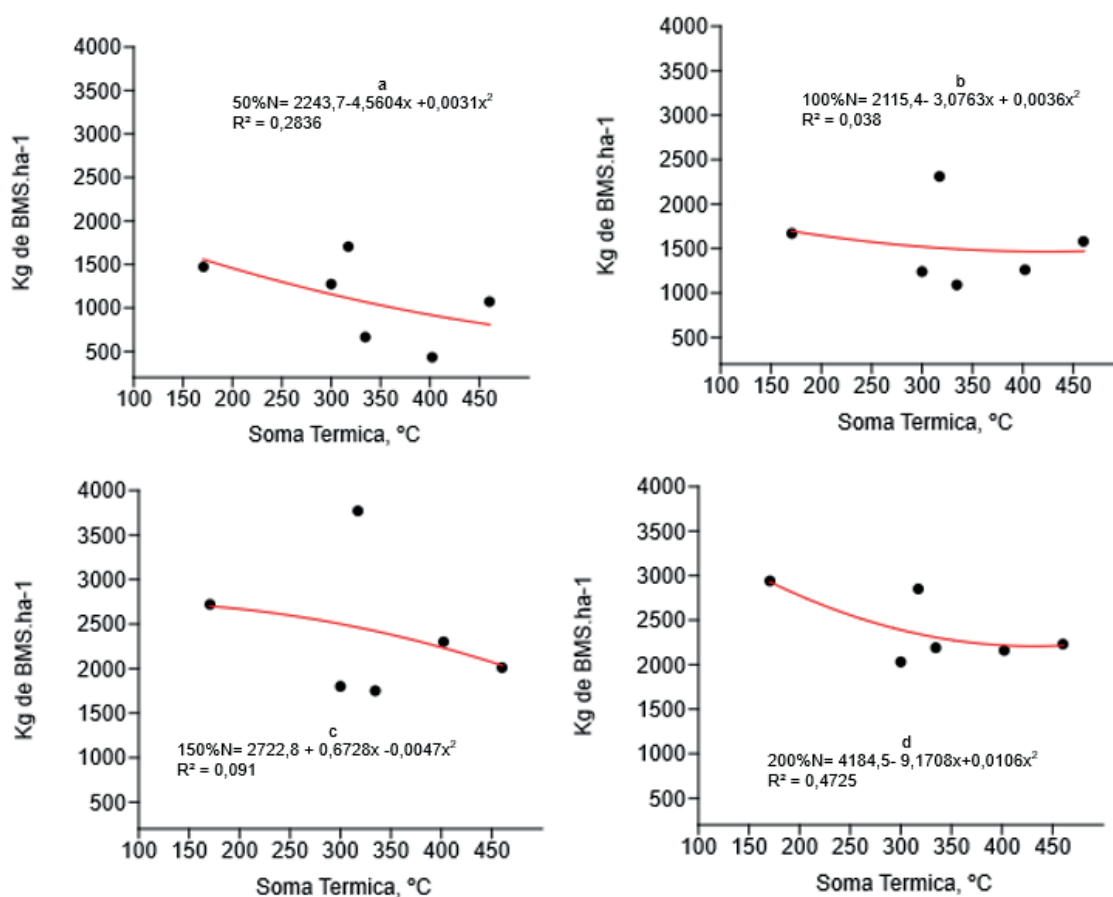 4000
3500
3000
2500
2000
1500
1000
500
Kg de BMS.ha-1
a
50%N= 2243,7-4,5604x +0,0031x²
R² = 0,2836
100 150 200 250 300 350 400 450
Soma Termica, ºC
4000
3500
3000
2500
2000
1500
1000
500
Kg de BMS.ha-1
b
100%N= 2115,4- 3,0763x + 0,0036x²
R² = 0,038
100 150 200 250 300 350 400 450
Soma Termica, ºC
4000
3500
3000
2500
2000
1500
1000
500
Kg de BMS.ha-1
c
150%N= 2722,8 + 0,6728x -0,0047x²
R² = 0,091
100 150 200 250 300 350 400 450
Soma Termica, ºC
4000
3500
3000
2500
2000
1500
1000
500
Kg de BMS.ha-1
d
200%N= 4184,5- 9,1708x+0,0106x²
R² = 0,4725
100 150 200 250 300 350 400 450
Soma Termica, ºC